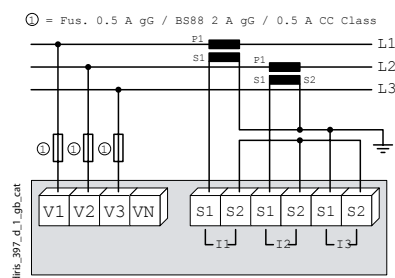 ① = Fus. 0.5 A gG / BS88 2 A gG / 0.5 A CC Class
P1
L1
S1
P1
L2
S1 S2
L3
① ① ①
V1 V2 V3 VN S1 S2 S1 S2 S1 S2
I1 I2 I3
diris_397_d_1_gb_cat